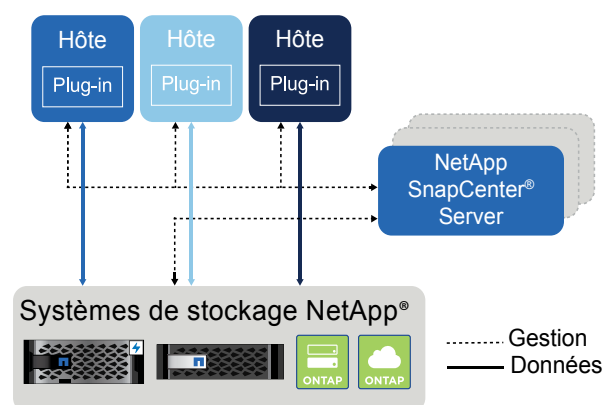 Hôte
Plug-in
Hôte
Plug-in
Hôte
Plug-in
NetApp
SnapCenter®
Server
Systèmes de stockage NetApp®
ONTAP
ONTAP
Gestion
Données